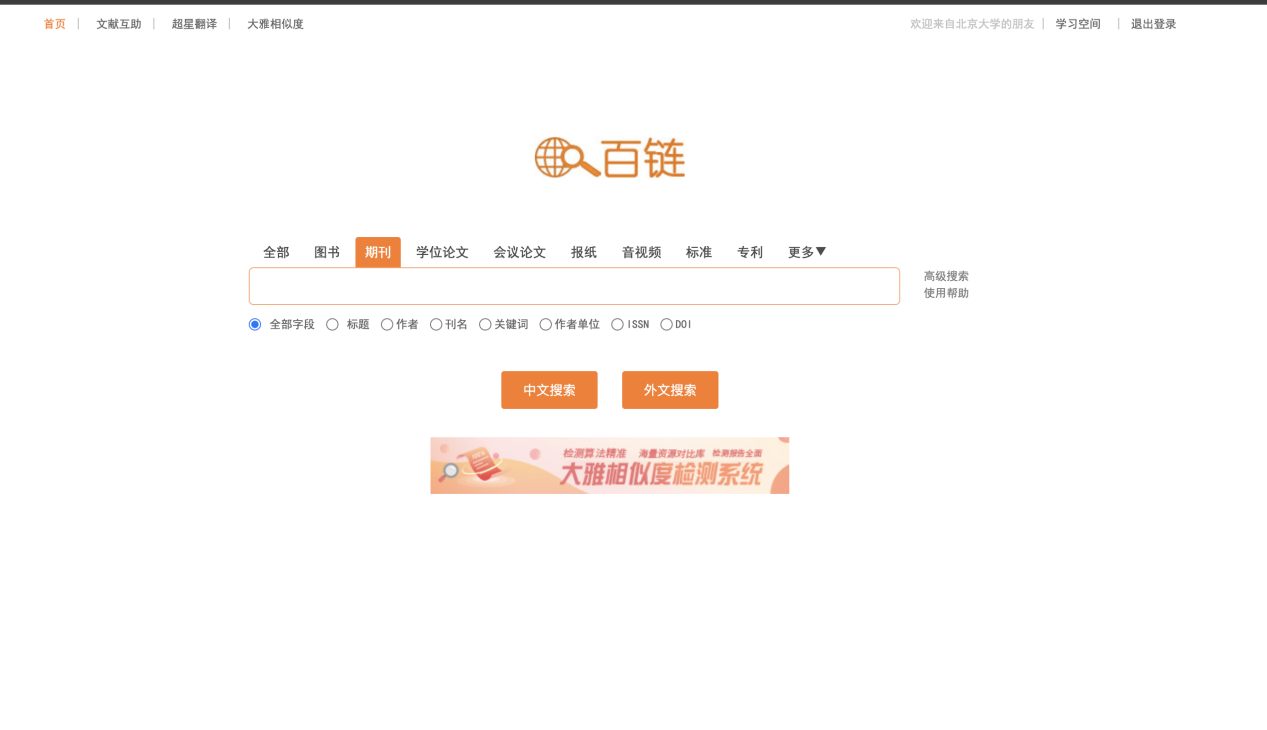 首页 | 文献互助 | 超星翻译 | 大雅相似度 欢迎来自北京大学的朋友 | 学习空间 | 退出登录
百链
全部 图书 期刊 学位论文 会议论文 报纸 音视频 标准 专利 更多▼
高级搜索
使用帮助
全部字段 标题 作者 刊名 关键词 作者单位 ISSN DOI
中文搜索 外文搜索
检测算法精准 海量资源对比库 检测报告全面
大雅相似度检测系统